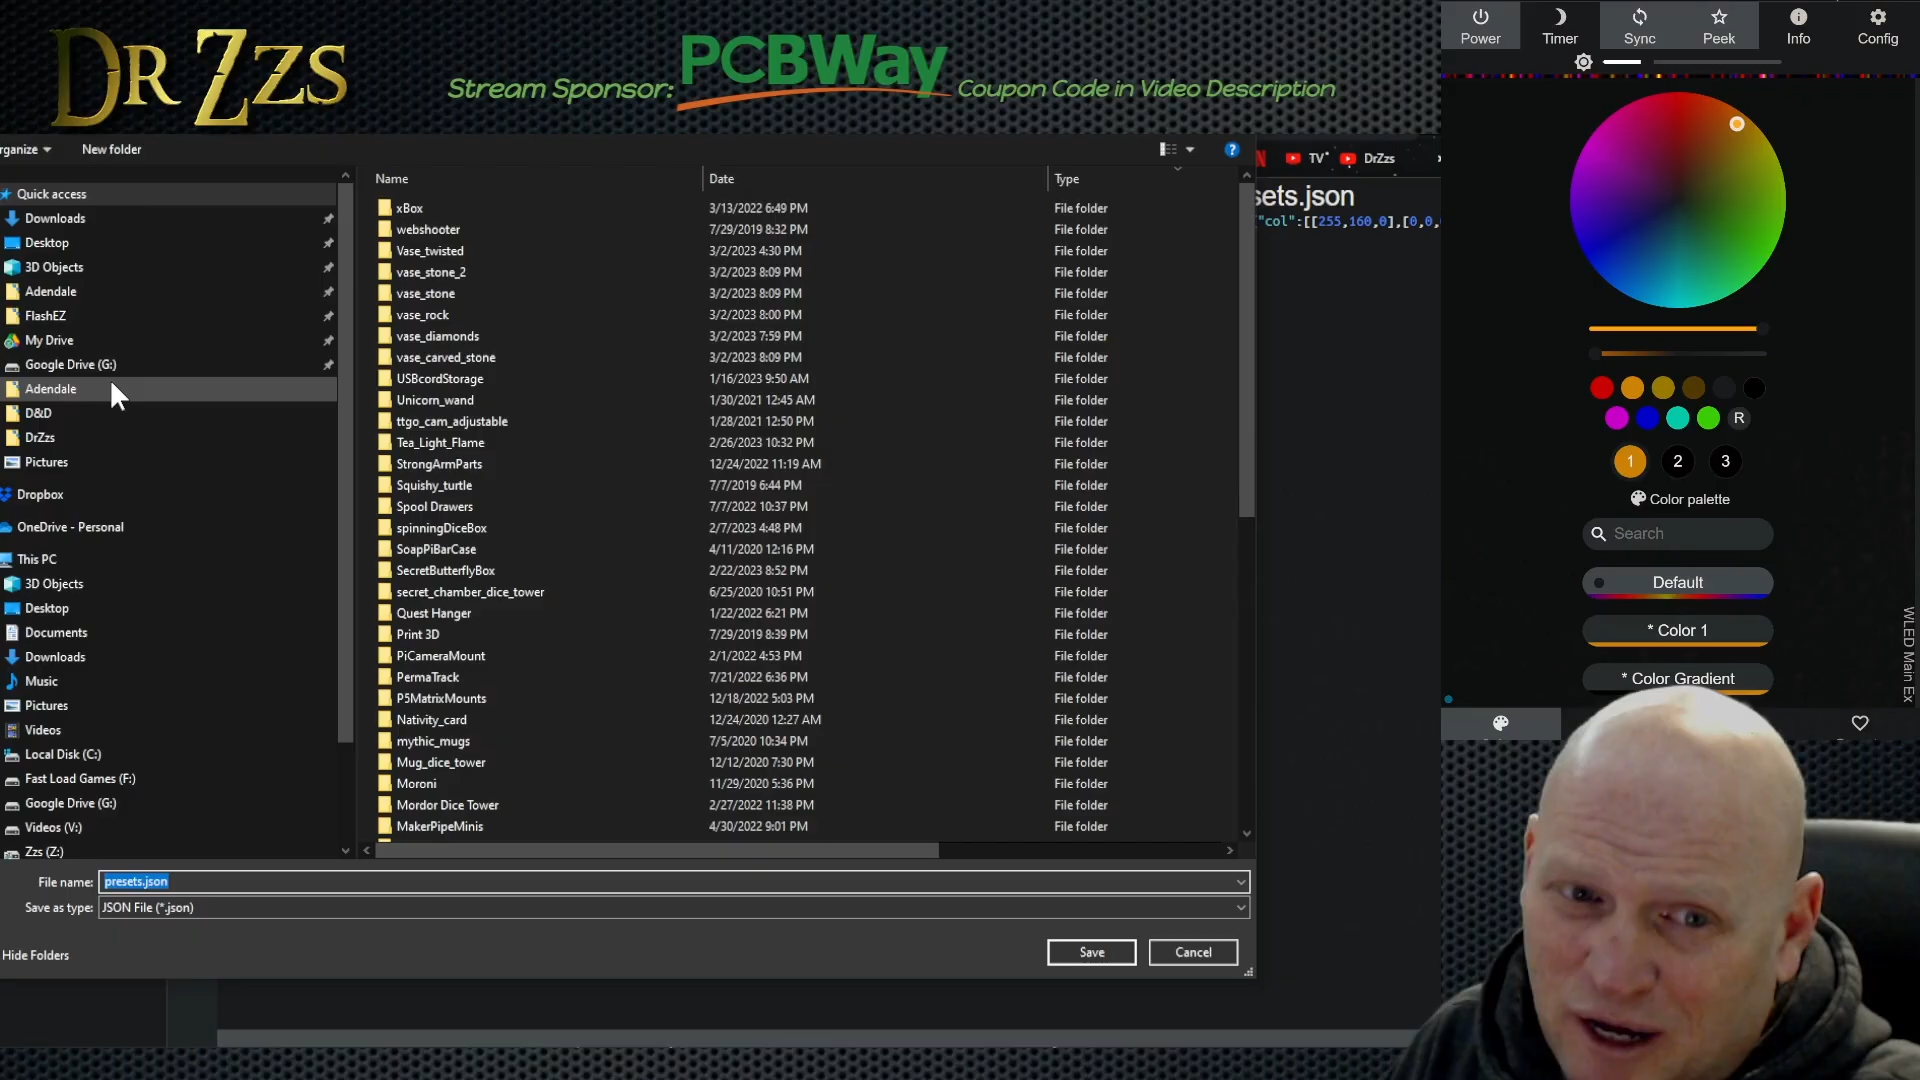 DR ZZS
Stream Sponsor: PCBWay Coupon Code in Video Description
Power
Timer
Sync
Peek
Info
Config
rganize
New folder
TV
DrZzs
Name
Date
Type
sets.json
"col":[[255,160,0],[0,0,
Quick access
Downloads
Desktop
3D Objects
Adendale
FlashEZ
My Drive
Google Drive (G:)
Adendale
D&D
DrZzs
Pictures
Dropbox
OneDrive - Personal
This PC
3D Objects
Desktop
Documents
Downloads
Music
Pictures
Videos
Local Disk (C:)
Fast Load Games (F:)
Google Drive (G:)
Videos (V:)
Zzs (Z:)
xBox 3/13/2022 6:49 PM File folder
webshooter 7/29/2019 8:32 PM File folder
Vase_twisted 3/2/2023 4:30 PM File folder
vase_stone_2 3/2/2023 8:09 PM File folder
vase_stone 3/2/2023 8:09 PM File folder
vase_rock 3/2/2023 8:00 PM File folder
vase_diamonds 3/2/2023 7:59 PM File folder
vase_carved_stone 3/2/2023 8:09 PM File folder
USBcordStorage 1/16/2023 9:50 AM File folder
Unicorn_wand 1/30/2021 12:45 AM File folder
ttgo_cam_adjustable 1/28/2021 12:50 PM File folder
Tea_Light_Flame 2/26/2023 10:32 PM File folder
StrongArmParts 12/24/2022 11:19 AM File folder
Squishy_turtle 7/7/2019 6:44 PM File folder
Spool Drawers 7/7/2022 10:37 PM File folder
spinningDiceBox 2/7/2023 4:48 PM File folder
SoapPiBarCase 4/11/2020 12:16 PM File folder
SecretButterflyBox 2/22/2023 8:52 PM File folder
secret_chamber_dice_tower 6/25/2020 10:51 PM File folder
Quest Hanger 1/22/2022 6:21 PM File folder
Print 3D 7/29/2019 8:39 PM File folder
PiCameraMount 2/1/2022 4:53 PM File folder
PermaTrack 7/21/2022 6:36 PM File folder
P5MatrixMounts 12/18/2022 5:03 PM File folder
Nativity_card 12/24/2020 12:27 AM File folder
mythic_mugs 7/5/2020 10:34 PM File folder
Mug_dice_tower 12/12/2020 7:30 PM File folder
Moroni 11/29/2020 5:36 PM File folder
Mordor Dice Tower 2/27/2022 11:38 PM File folder
MakerPipeMinis 4/30/2022 9:01 PM File folder
File name: presets.json
Save as type: JSON File (*.json)
Hide Folders
Save
Cancel
R
1 2 3
Color palette
Search
Default
* Color 1
* Color Gradient
WLED Main Ex